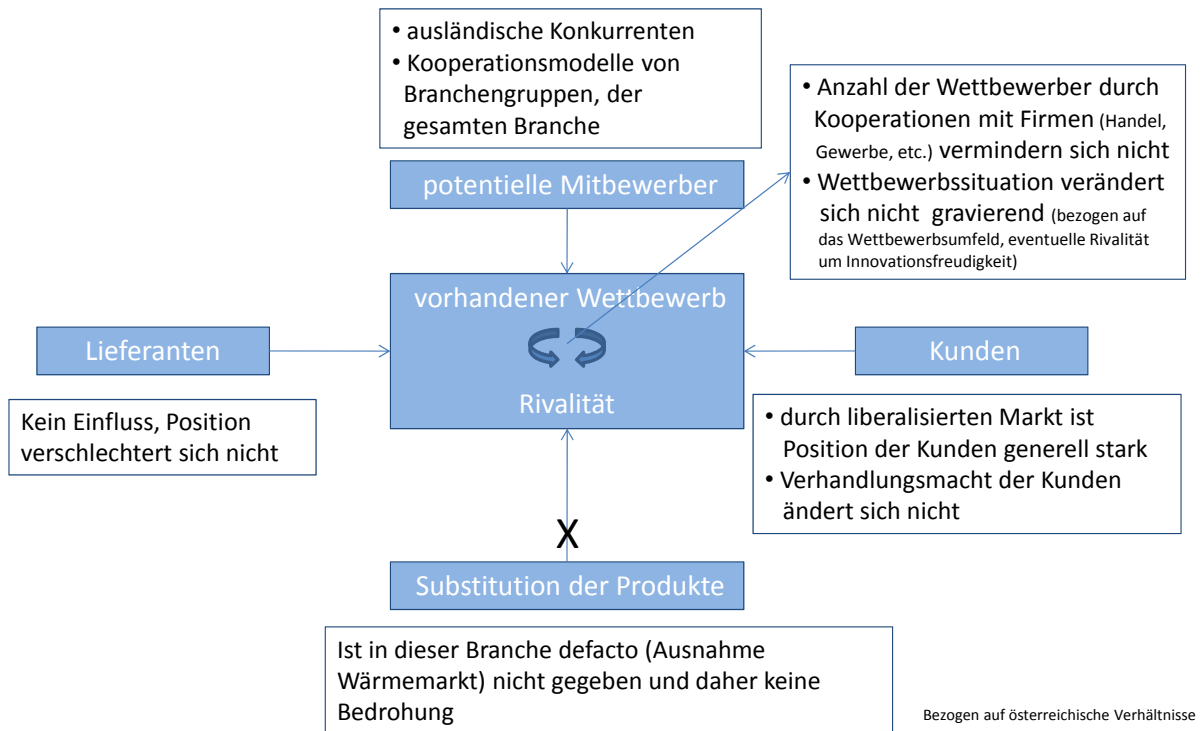 • ausländische Konkurrenten
• Kooperationsmodelle von
Branchengruppen, der
gesamten Branche
• Anzahl der Wettbewerber durch
Kooperationen mit Firmen (Handel,
Gewerbe, etc.) vermindern sich nicht
• Wettbewerbssituation verändert
sich nicht gravierend (bezogen auf
das Wettbewerbsumfeld, eventuelle Rivalität
um Innovationsfreudigkeit)
potentielle Mitbewerber
vorhandener Wettbewerb
Rivalität
Lieferanten
Kein Einfluss, Position
verschlechtert sich nicht
Kunden
• durch liberalisierten Markt ist
Position der Kunden generell stark
• Verhandlungsmacht der Kunden
ändert sich nicht
X
Substitution der Produkte
Ist in dieser Branche defacto (Ausnahme
Wärmemarkt) nicht gegeben und daher keine
Bedrohung
Bezogen auf österreichische Verhältnisse